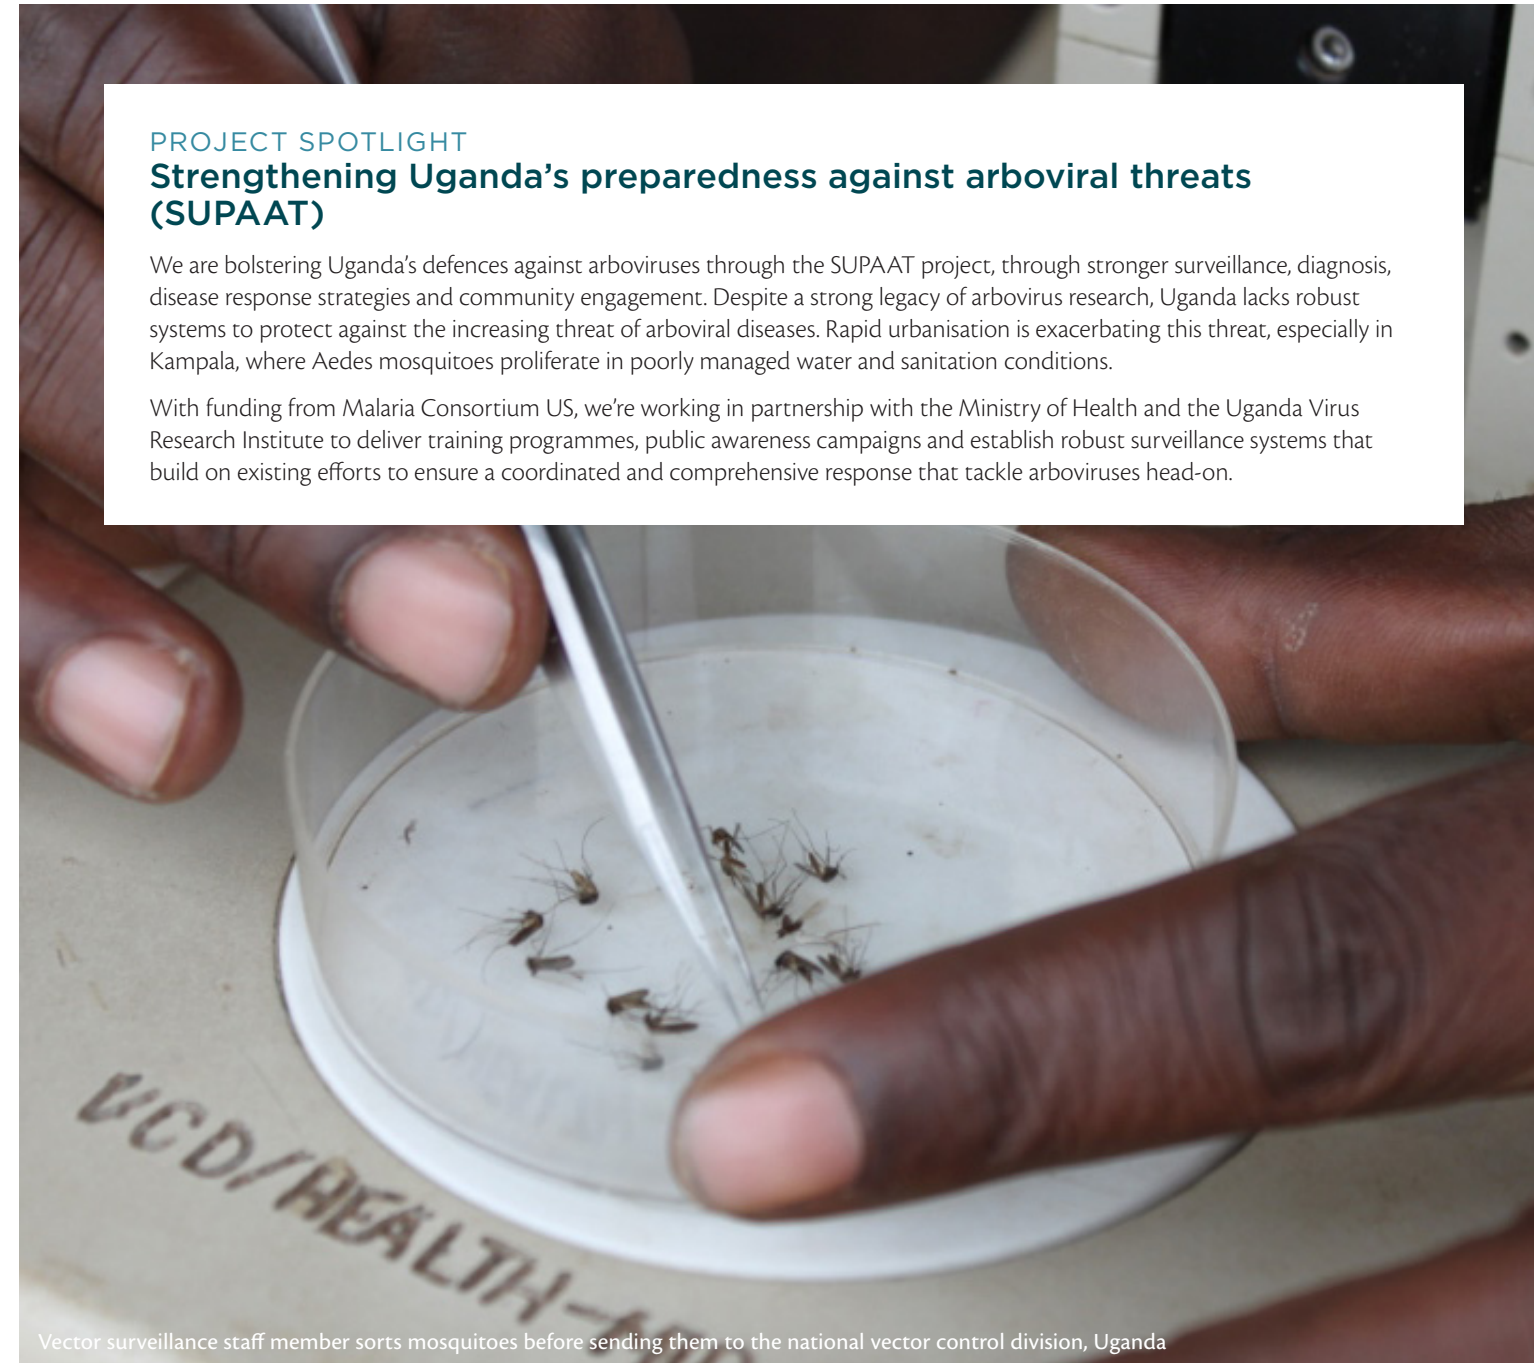 PROJECT SPOTLIGHT
Strengthening Uganda’s preparedness against arboviral threats
(SUPAAT)
We are bolstering Uganda’s defences against arboviruses through the SUPAAT project, through stronger surveillance, diagnosis,
disease response strategies and community engagement. Despite a strong legacy of arbovirus research, Uganda lacks robust
systems to protect against the increasing threat of arboviral diseases. Rapid urbanisation is exacerbating this threat, especially in
Kampala, where Aedes mosquitoes proliferate in poorly managed water and sanitation conditions.
With funding from Malaria Consortium US, we’re working in partnership with the Ministry of Health and the Uganda Virus
Research Institute to deliver training programmes, public awareness campaigns and establish robust surveillance systems that
build on existing efforts to ensure a coordinated and comprehensive response that tackle arboviruses head-on.
VCD/HEALTH-
Vector surveillance staff member sorts mosquitoes before sending them to the national vector control division, Uganda